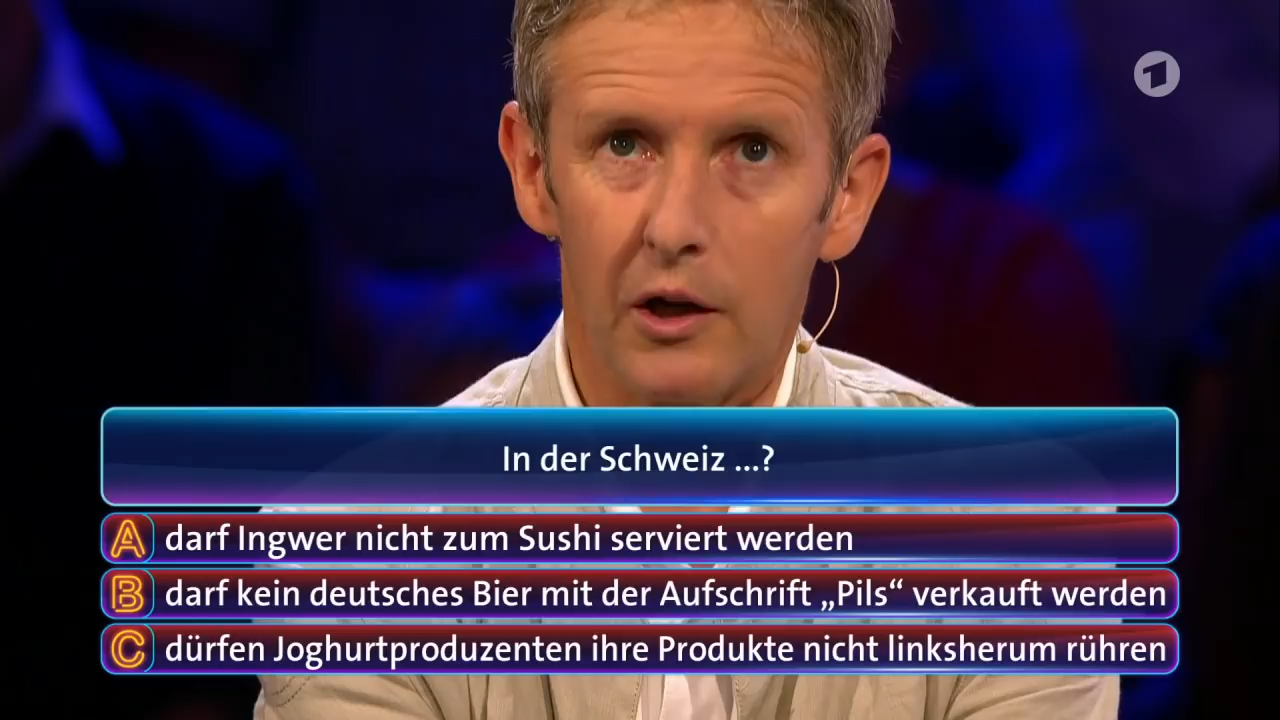 1
In der Schweiz ...?
A darf Ingwer nicht zum Sushi serviert werden
B darf kein deutsches Bier mit der Aufschrift „Pils“ verkauft werden
C dürfen Joghurtproduzenten ihre Produkte nicht linksherum rühren